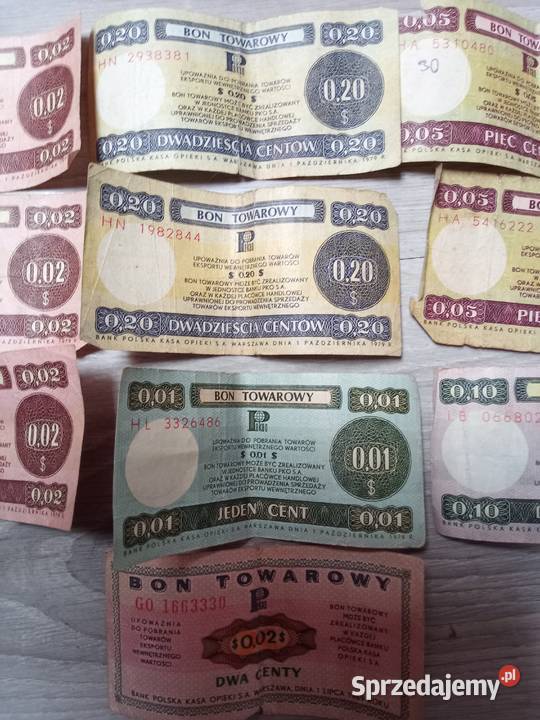 0,02
0,02
$
0,02
0,20 BON TOWAROWY 0,20
HN 2938381
UPOWAŻNIA DO POBRANIA TOWARÓW
EKSPORTU WEWNĘTRZNEGO WARTOŚCI
$ 0,20 $
BON TOWAROWY MOŻE BYĆ ZREALIZOWANY
W JEDNOSTCE BANKU PKO S.A.
ORAZ W KAŻDEJ PLACÓWCE HANDLOWEJ
UPRAWNIONEJ DO PROWADZENIA SPRZEDAŻY
TOWARÓW EKSPORTU WEWNĘTRZNEGO
0,20
$
0,20 DWADZIEŚCIA CENTÓW 0,20
BANK POLSKA KASA OPIEKI S.A. WARSZAWA DNIA 1 PAŹDZIERNIKA 1979 R.
0,05 BON
HA 5310480
30
0,05 PIĘĆ CEN
BANK POLSKA KASA OPIEKI S.A. WARSZ
0,02
0,02
$
0,02
0,20 BON TOWAROWY 0,20
HN 1982844
UPOWAŻNIA DO POBRANIA TOWARÓW
EKSPORTU WEWNĘTRZNEGO WARTOŚCI
$ 0,20 $
BON TOWAROWY MOŻE BYĆ ZREALIZOWANY
W JEDNOSTCE BANKU PKO S.A.
ORAZ W KAŻDEJ PLACÓWCE HANDLOWEJ
UPRAWNIONEJ DO PROWADZENIA SPRZEDAŻY
TOWARÓW EKSPORTU WEWNĘTRZNEGO
0,20
$
0,20 DWADZIEŚCIA CENTÓW 0,20
BANK POLSKA KASA OPIEKI S.A. WARSZAWA DNIA 1 PAŹDZIERNIKA 1979 R.
0,05
HA 5416222
0,05 PIĘ
BANK POLSKA KASA OPIEKI
0,02
0,02
$
0,02
0,01 BON TOWAROWY 0,01
HL 3326486
UPOWAŻNIA DO POBRANIA TOWARÓW
EKSPORTU WEWNĘTRZNEGO WARTOŚCI
$ 0,01 $
BON TOWAROWY MOŻE BYĆ ZREALIZOWANY
W JEDNOSTCE BANKU PKO S.A.
ORAZ W KAŻDEJ PLACÓWCE HANDLOWEJ
UPRAWNIONEJ DO PROWADZENIA SPRZEDAŻY
TOWARÓW EKSPORTU WEWNĘTRZNEGO
0,01
$
0,01 JEDEN CENT 0,01
BANK POLSKA KASA OPIEKI S.A. WARSZAWA DNIA 1 PAŹDZIERNIKA 1979 R.
0,10
IB 066802
0,10
BANK POLSKA KASA
BON TOWAROWY
GO 1663330
UPOWAŻNIA
DO POBRANIA
TOWARÓW
EKSPORTU
WEWNĘTRZNEGO
WARTOŚCI
$0,02$
BON TOWAROWY
MOŻE BYĆ
ZREALIZOWANY
W KAŻDEJ
PLACÓWCE BANKU
POLSKA KASA
OPIEKI S.A.
DWA CENTY
BANK POLSKA KASA OPIEKI S.A. WARSZAWA, DNIA 1 LIPCA
Sprzedajemy.pl